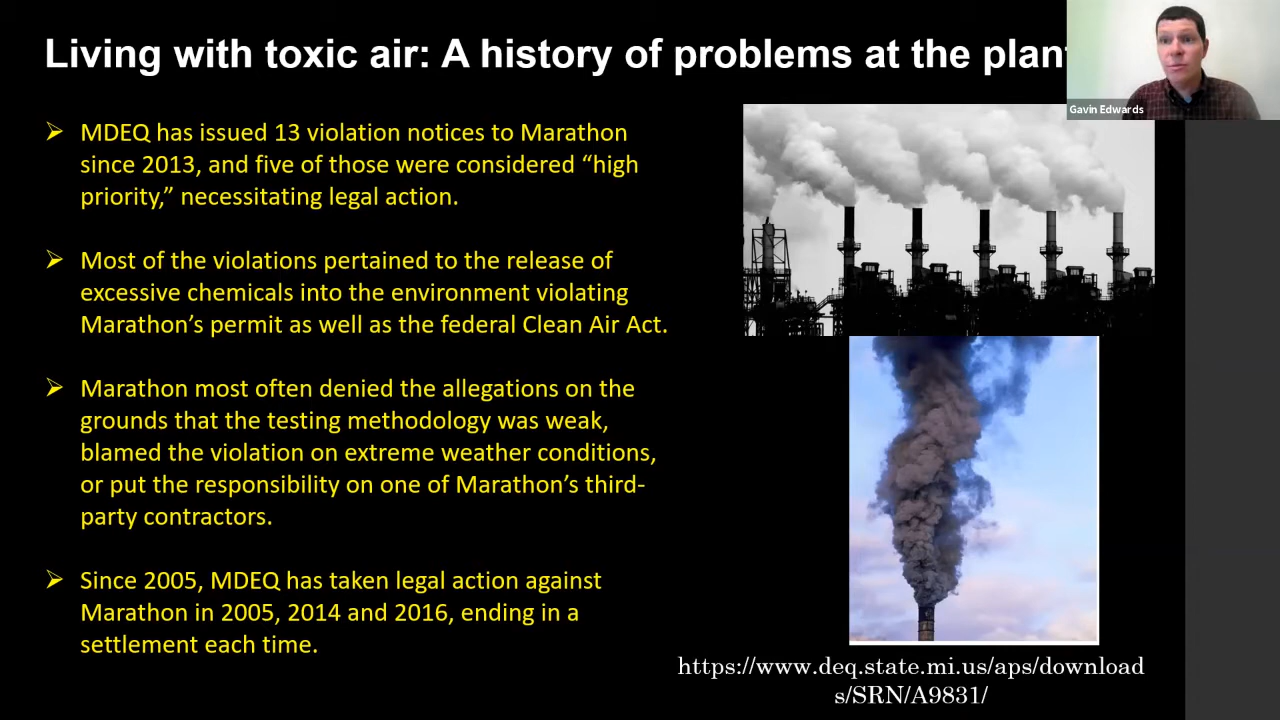 Living with toxic air: A history of problems at the plant
Gavin Edwards
MDEQ has issued 13 violation notices to Marathon
since 2013, and five of those were considered “high
priority,” necessitating legal action.
Most of the violations pertained to the release of
excessive chemicals into the environment violating
Marathon’s permit as well as the federal Clean Air Act.
Marathon most often denied the allegations on the
grounds that the testing methodology was weak,
blamed the violation on extreme weather conditions,
or put the responsibility on one of Marathon’s third-
party contractors.
Since 2005, MDEQ has taken legal action against
Marathon in 2005, 2014 and 2016, ending in a
settlement each time.
https://www.deq.state.mi.us/aps/download
s/SRN/A9831/